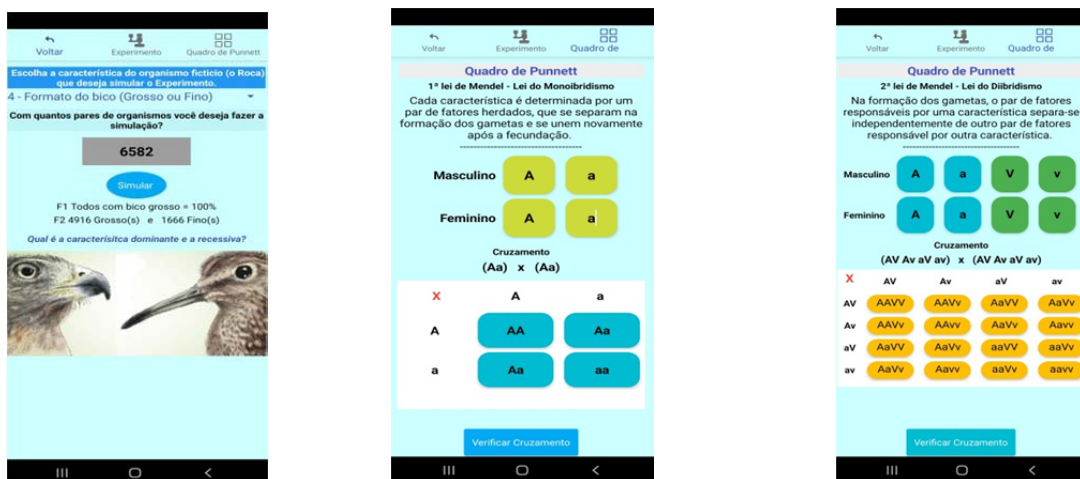 Voltar
Experimento
Quadro de Punnett
Escolha a característica do organismo fictício (o Roca)
que deseja simular o Experimento.
4 - Formato do bico (Grosso ou Fino)
Com quantos pares de organismos você deseja fazer a
simulação?
6582
Simular
F1 Todos com bico grosso = 100%
F2 4916 Grosso(s) e 1666 Fino(s)
Qual é a caracterísitca dominante e a recessiva?
Voltar
Experimento
Quadro de
Quadro de Punnett
1ª lei de Mendel - Lei do Monoibridismo
Cada característica é determinada por um
par de fatores herdados, que se separam na
formação dos gametas e se unem novamente
após a fecundação.
-----------------------------------
Masculino A a
Feminino A a
Cruzamento
(Aa) x (Aa)
X A a
A AA Aa
a Aa aa
Verificar Cruzamento
Voltar
Experimento
Quadro de
Quadro de Punnett
2ª lei de Mendel - Lei do Diibridismo
Na formação dos gametas, o par de fatores
responsáveis por uma característica separa-se
independentemente de outro par de fatores
responsável por outra característica.
-----------------------------------
Masculino A a V v
Feminino A a V v
Cruzamento
(AV Av aV av) x (AV Av aV av)
X AV Av aV av
AV AAVV AAVv AaVV AaVv
Av AAVv AAvv AaVv Aavv
aV AaVV AaVv aaVV aaVv
av AaVv Aavv aaVv aavv
Verificar Cruzamento